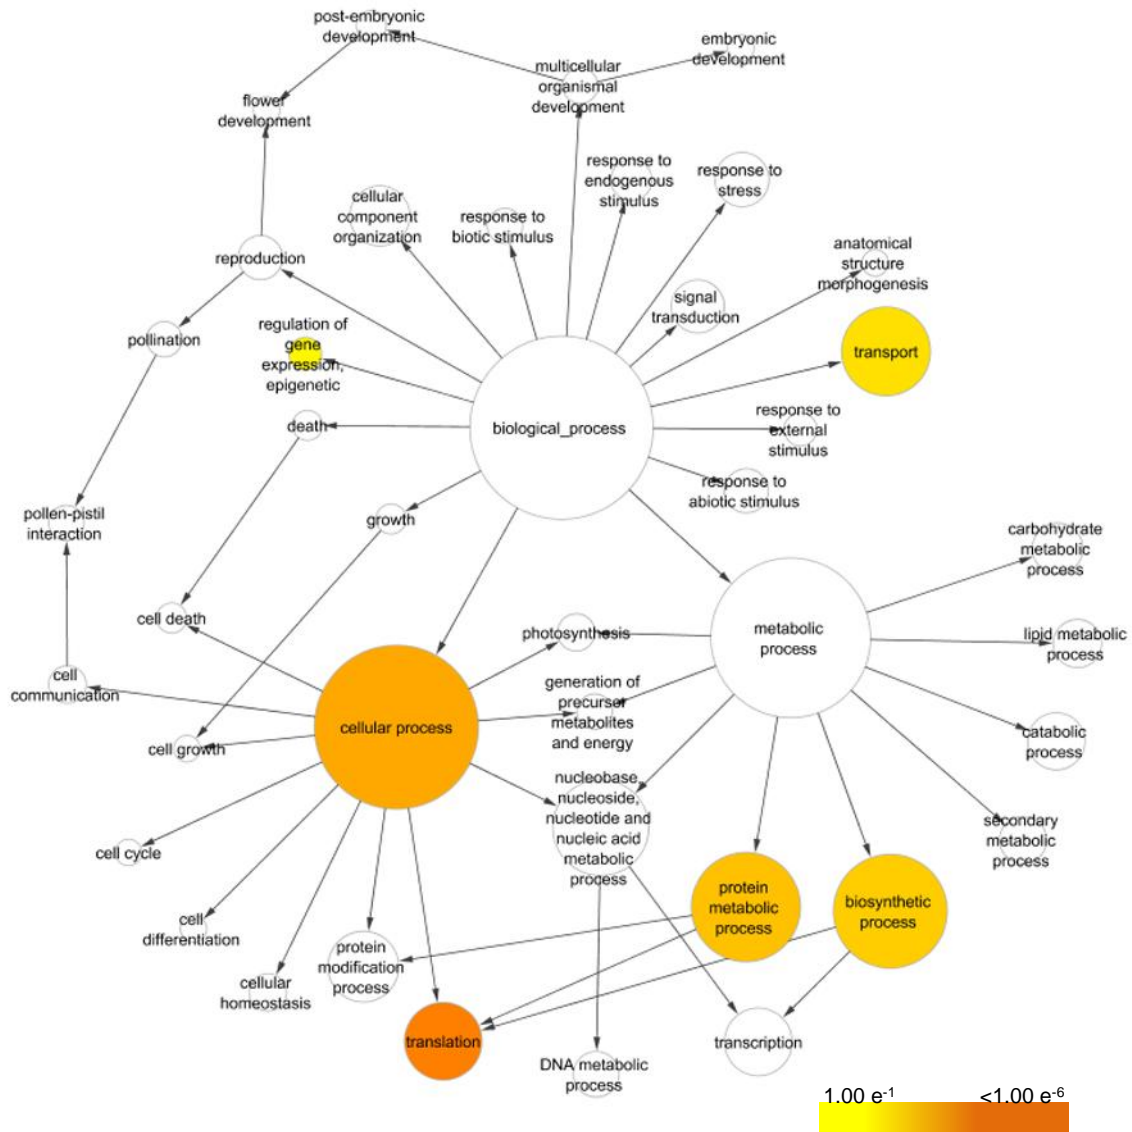 post-embryonic
development
embryonic
development
multicellular
organismal
development
flower
development
response to
endogenous
stimulus
response to
stress
cellular
component
organization
response to
biotic stimulus
anatomical
structure
morphogenesis
reproduction
signal
transduction
regulation of
gene
expression,
epigenetic
pollination
transport
death
biological_process
response to
external
stimulus
response to
abiotic stimulus
growth
pollen-pistil
interaction
carbohydrate
metabolic
process
cell death
photosynthesis
metabolic
process
lipid metabolic
process
cell
communication
generation of
precursor
metabolites
and energy
cellular process
cell growth
catabolic
process
nucleobase,
nucleoside,
nucleotide and
nucleic acid
metabolic
process
secondary
metabolic
process
cell cycle
protein
metabolic
process
biosynthetic
process
cell
differentiation
protein
modification
process
cellular
homeostasis
translation
transcription
DNA metabolic
process
1.00 e-1 <1.00 e-6